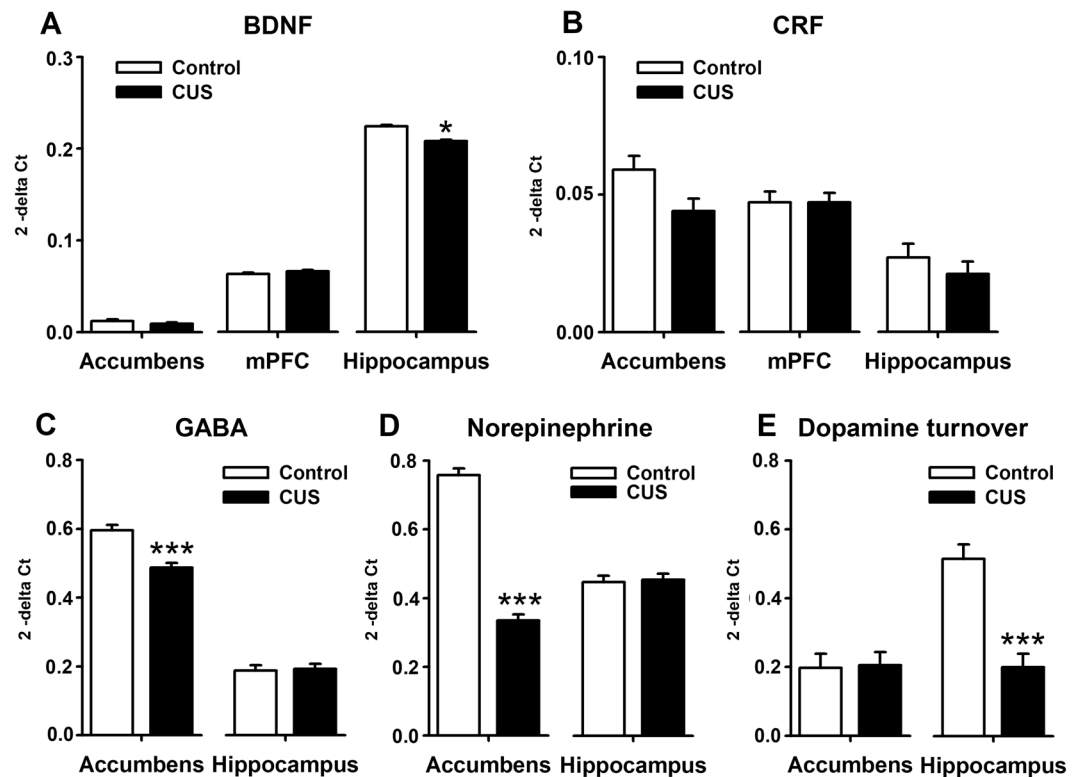 A BDNF
0.3
0.2
0.1
0.0
2 -delta Ct
Control
CUS
*
Accumbens mPFC Hippocampus
B CRF
0.10
0.05
0.00
2 -delta Ct
Control
CUS
Accumbens mPFC Hippocampus
C GABA
0.8
0.6
0.4
0.2
0.0
2 -delta Ct
Control
CUS
***
Accumbens Hippocampus
D Norepinephrine
0.8
0.6
0.4
0.2
0.0
2 -delta Ct
Control
CUS
***
Accumbens Hippocampus
E Dopamine turnover
0.8
0.6
0.4
0.2
0.0
2 -delta Ct
Control
CUS
***
Accumbens Hippocampus